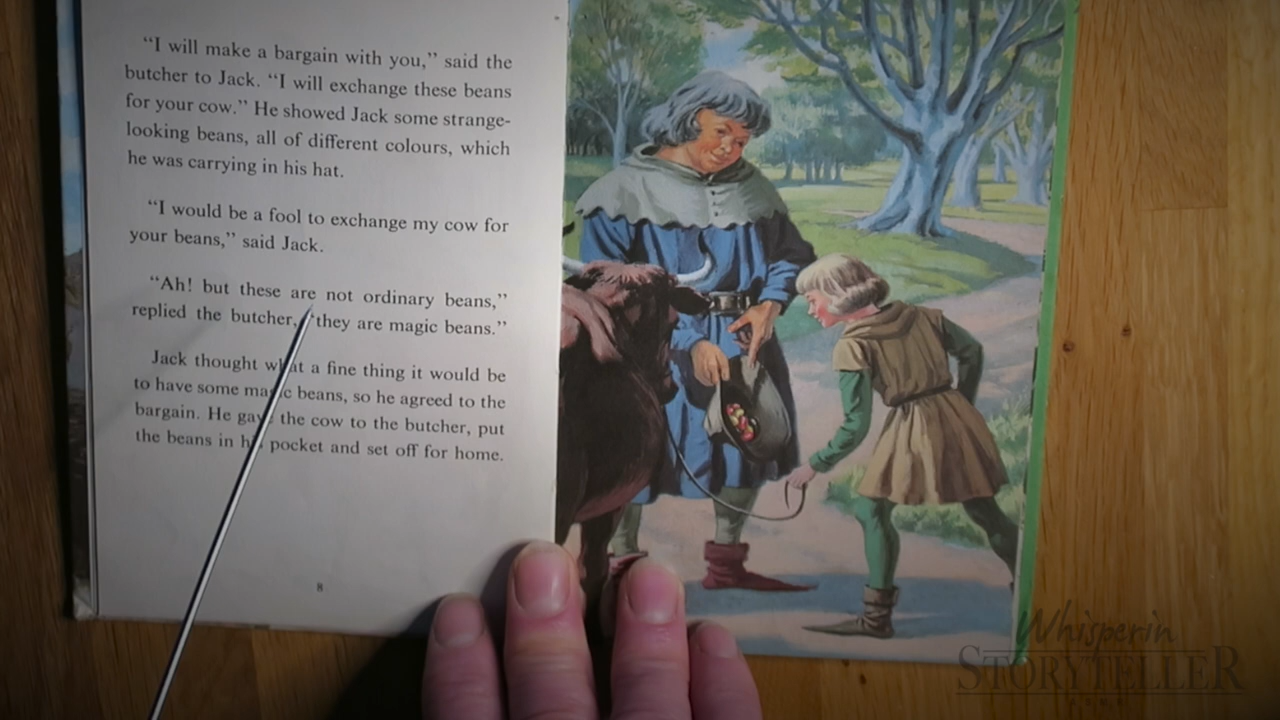 “I will make a bargain with you,” said the
butcher to Jack. “I will exchange these beans
for your cow.” He showed Jack some strange-
looking beans, all of different colours, which
he was carrying in his hat.
“I would be a fool to exchange my cow for
your beans,” said Jack.
“Ah! but these are not ordinary beans,”
replied the butcher, “they are magic beans.”
Jack thought what a fine thing it would be
to have some magic beans, so he agreed to the
bargain. He gave the cow to the butcher, put
the beans in his pocket and set off for home.
8
Whisperin
STORYTELLER